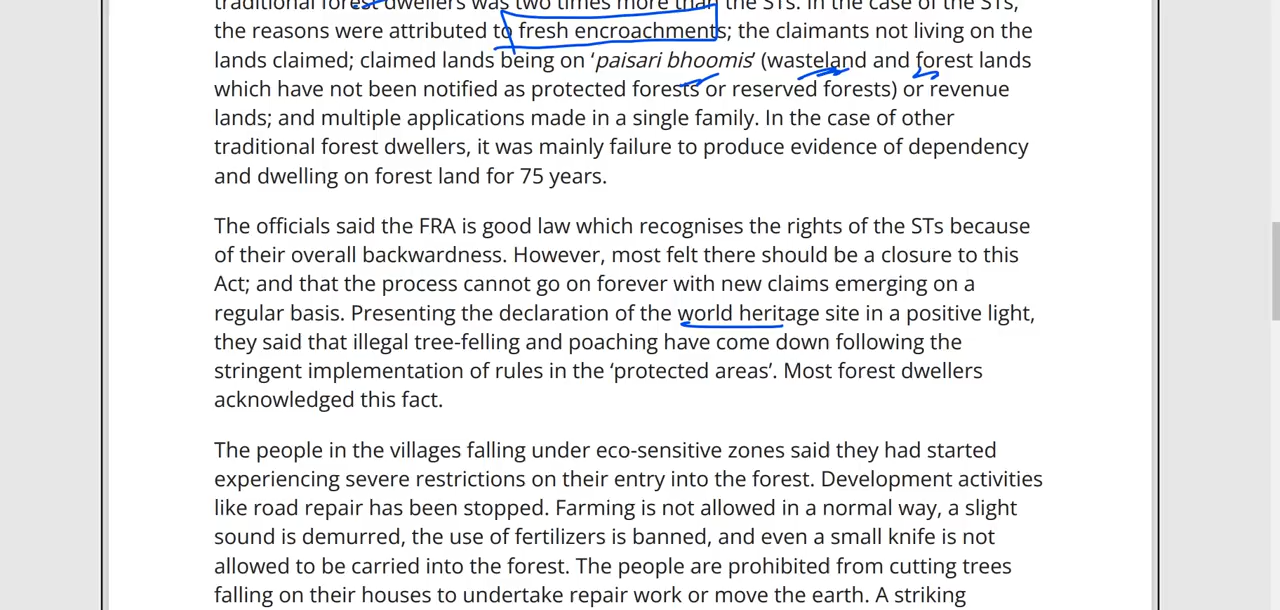 traditional forest dwellers was two times more than the STs. In the case of the STs,
the reasons were attributed to fresh encroachments; the claimants not living on the
lands claimed; claimed lands being on ‘paisari bhoomis’ (wasteland and forest lands
which have not been notified as protected forests or reserved forests) or revenue
lands; and multiple applications made in a single family. In the case of other
traditional forest dwellers, it was mainly failure to produce evidence of dependency
and dwelling on forest land for 75 years.
The officials said the FRA is good law which recognises the rights of the STs because
of their overall backwardness. However, most felt there should be a closure to this
Act; and that the process cannot go on forever with new claims emerging on a
regular basis. Presenting the declaration of the world heritage site in a positive light,
they said that illegal tree-felling and poaching have come down following the
stringent implementation of rules in the ‘protected areas’. Most forest dwellers
acknowledged this fact.
The people in the villages falling under eco-sensitive zones said they had started
experiencing severe restrictions on their entry into the forest. Development activities
like road repair has been stopped. Farming is not allowed in a normal way, a slight
sound is demurred, the use of fertilizers is banned, and even a small knife is not
allowed to be carried into the forest. The people are prohibited from cutting trees
falling on their houses to undertake repair work or move the earth. A striking